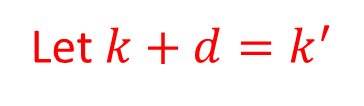 Let k + d = k′